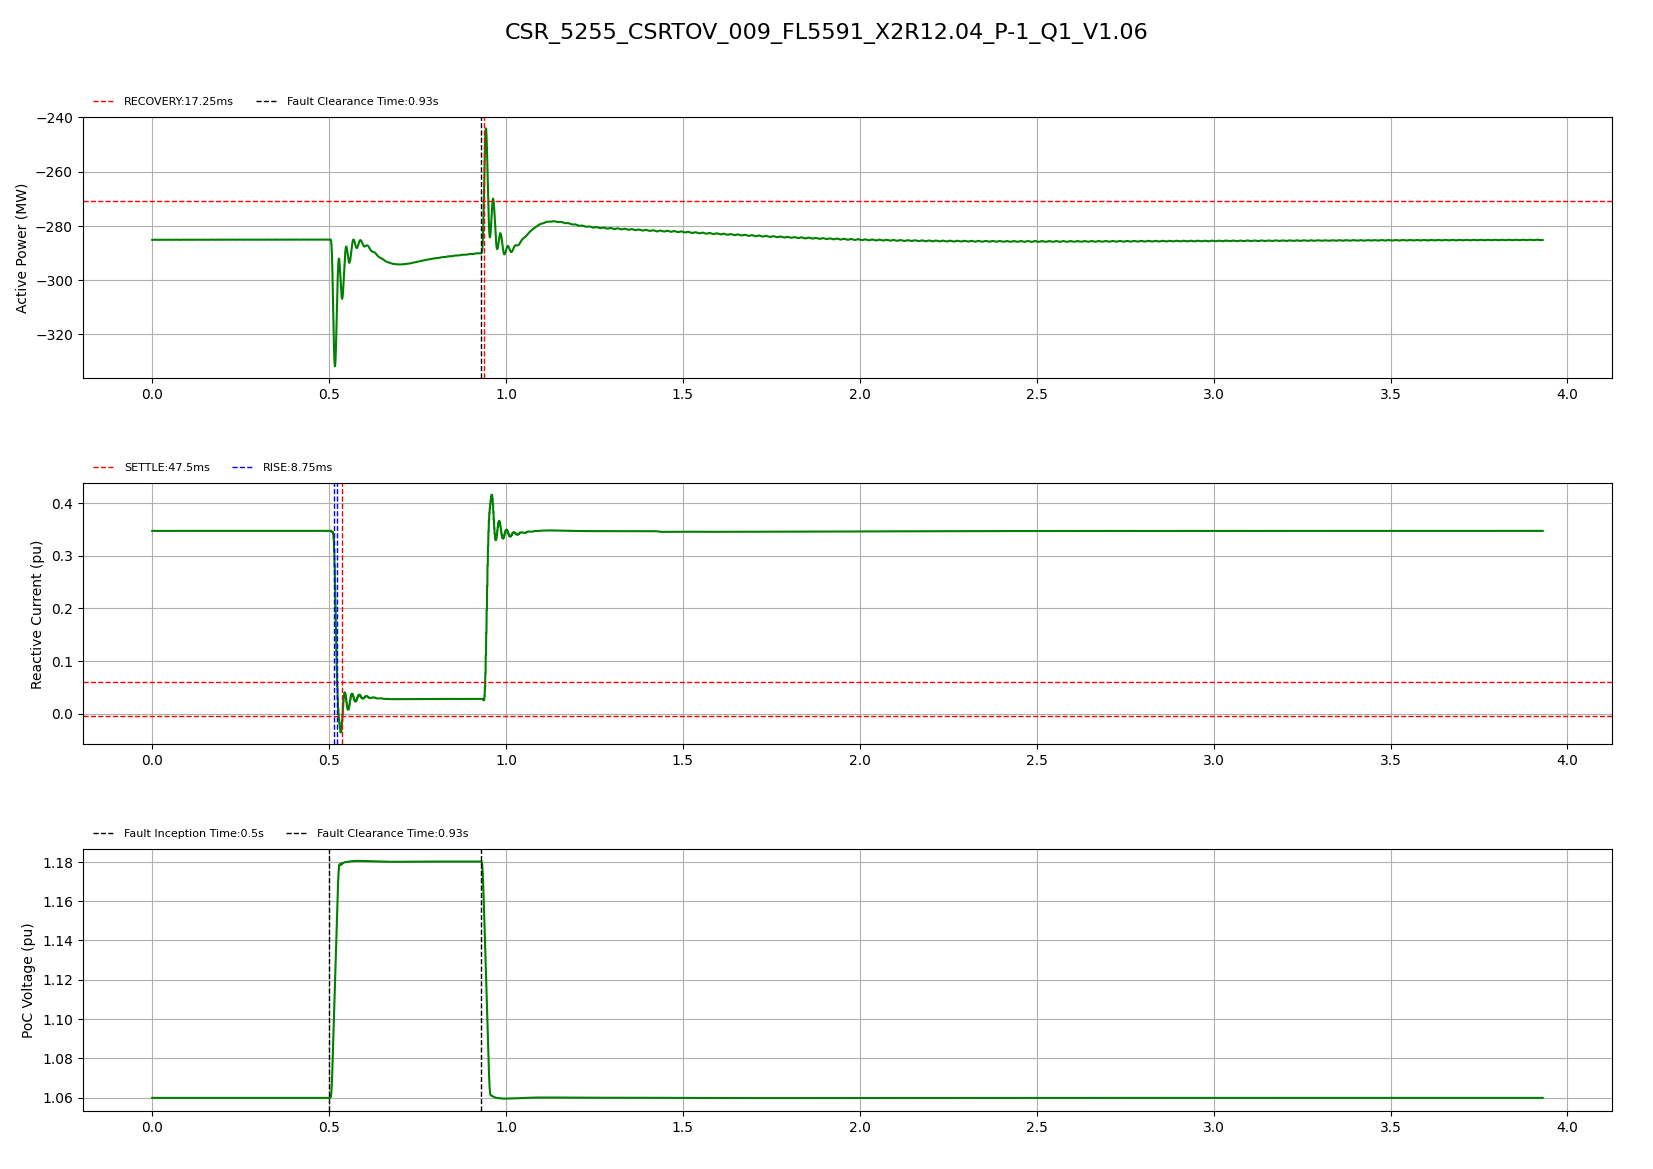 CSR_5255_CSRTOV_009_FL5591_X2R12.04_P-1_Q1_V1.06
RECOVERY:17.25ms Fault Clearance Time:0.93s
Active Power (MW)
−240
−260
−280
−300
−320
0.0 0.5 1.0 1.5 2.0 2.5 3.0 3.5 4.0
SETTLE:47.5ms RISE:8.75ms
Reactive Current (pu)
0.4
0.3
0.2
0.1
0.0
0.0 0.5 1.0 1.5 2.0 2.5 3.0 3.5 4.0
Fault Inception Time:0.5s Fault Clearance Time:0.93s
PoC Voltage (pu)
1.18
1.16
1.14
1.12
1.10
1.08
1.06
0.0 0.5 1.0 1.5 2.0 2.5 3.0 3.5 4.0